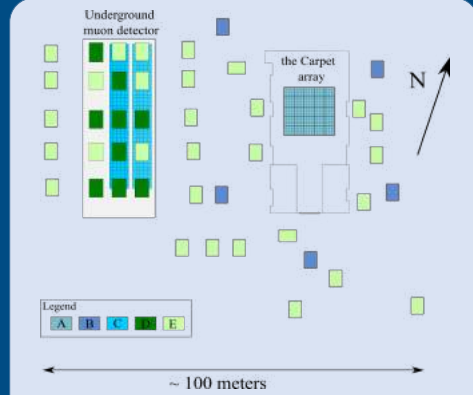 Underground
muon detector
the Carpet
array
N
Legend
A B C D E
~ 100 meters